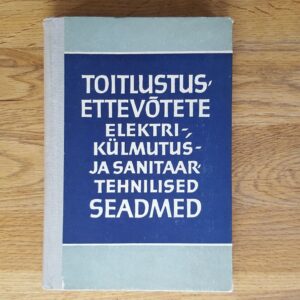 TOITLUSTUS-
ETTEVÕTETE
ELEKTRI-,
KÜLMUTUS-
JA SANITAAR-
TEHNILISED
SEADMED